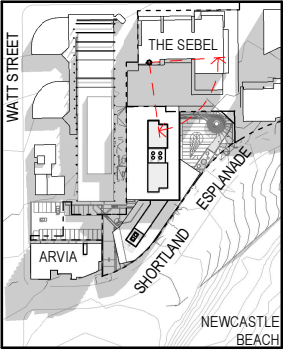 THE SEBEL
WATT STREET
ESPLANADE
SHORTLAND
ARVIA
NEWCASTLE
BEACH